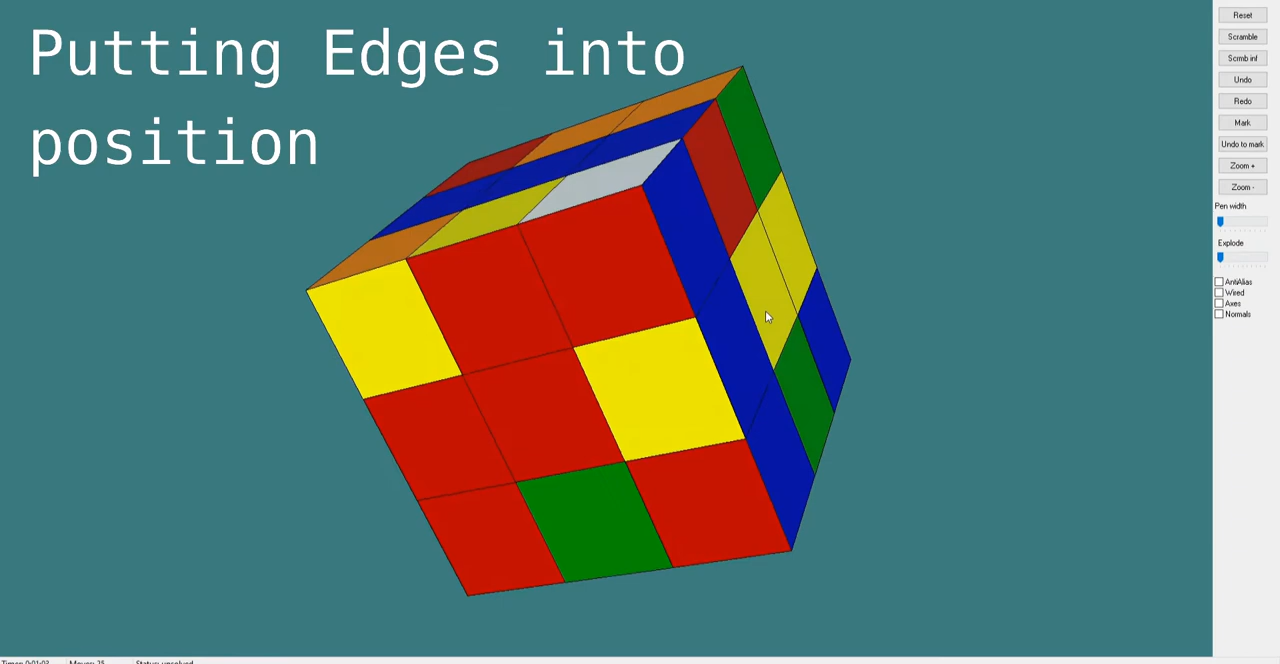 Putting Edges into
position
Reset
Scramble
Scrmb inf
Undo
Redo
Mark
Undo to mark
Zoom +
Zoom -
Pen width
Explode
AntiAlias
Wired
Axes
Normals